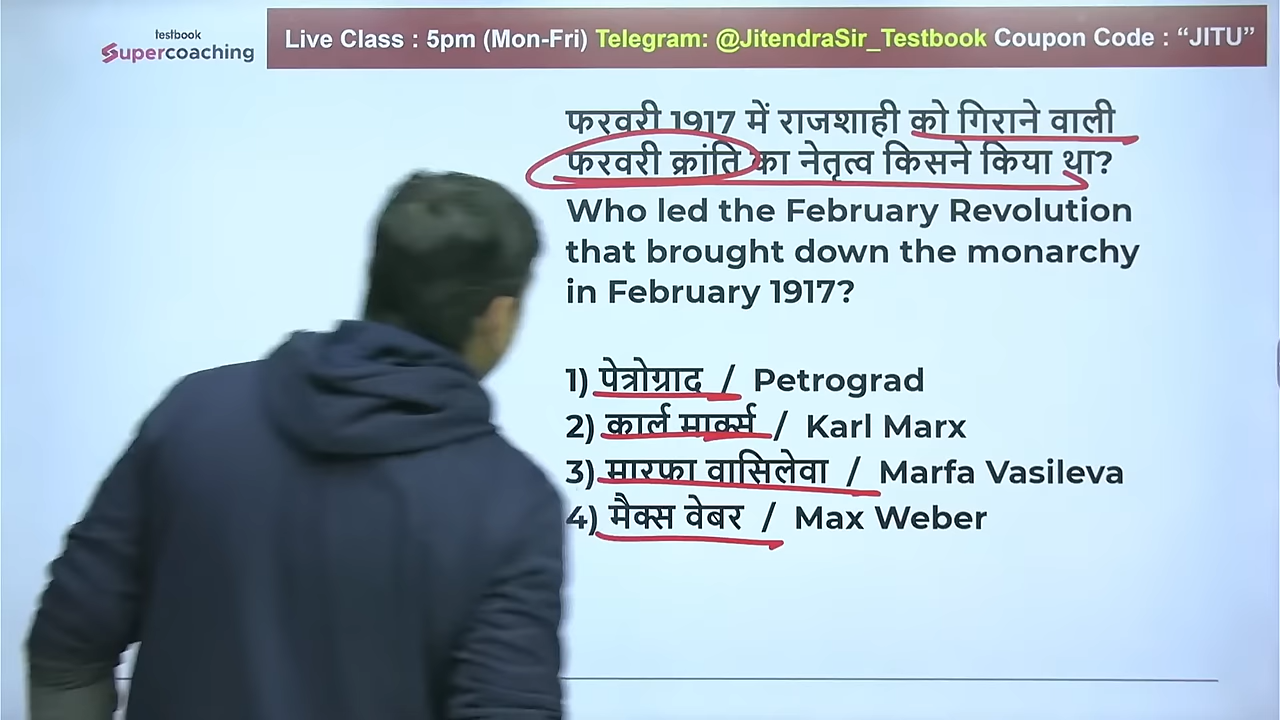 testbook
Supercoaching
Live Class : 5pm (Mon-Fri) Telegram: @JitendraSir_Testbook Coupon Code : “JITU”
फरवरी 1917 में राजशाही को गिराने वाली
फरवरी क्रांति का नेतृत्व किसने किया था?
Who led the February Revolution
that brought down the monarchy
in February 1917?
1) पेत्रोग्राद / Petrograd
2) कार्ल मार्क्स / Karl Marx
3) मारफा वासिलेवा / Marfa Vasileva
4) मैक्स वेबर / Max Weber